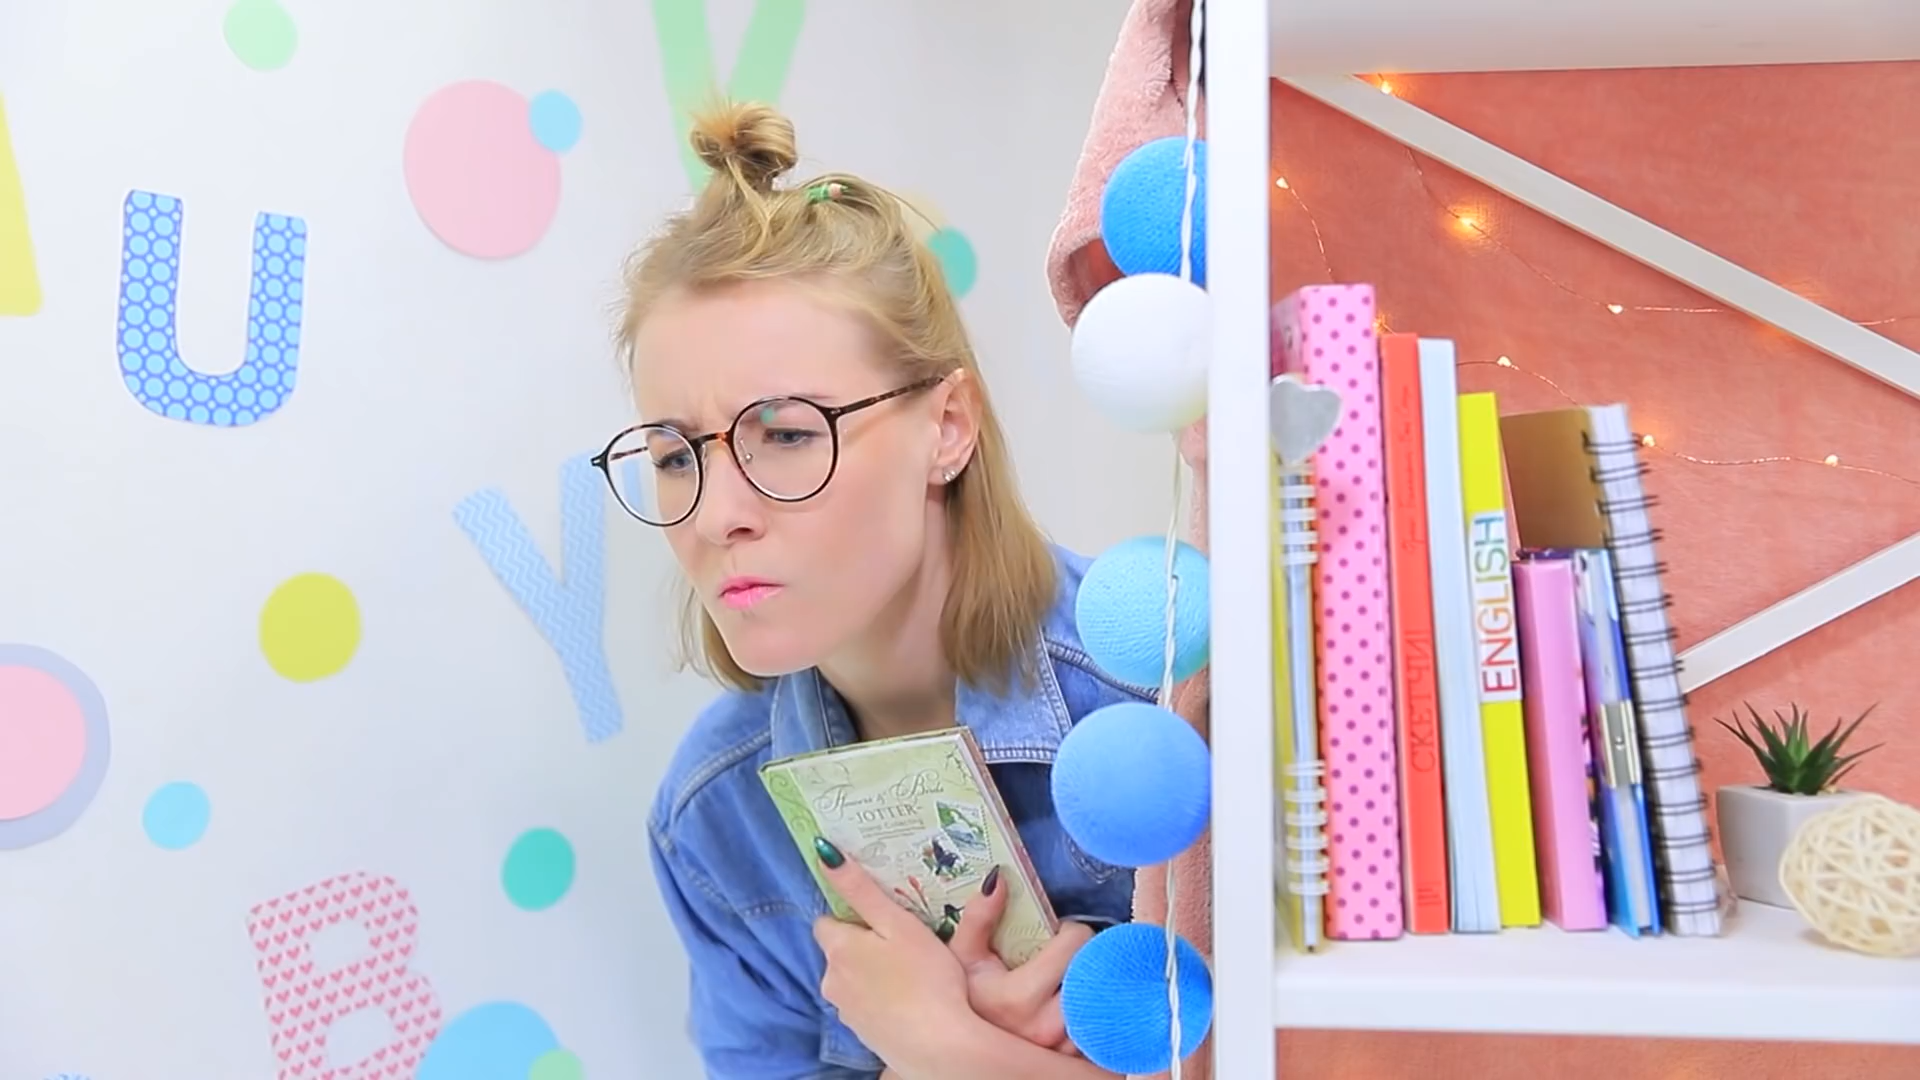 U
Y
B
Flowers & Birds
-JOTTER-
СКЕТЧИ
ENGLISH